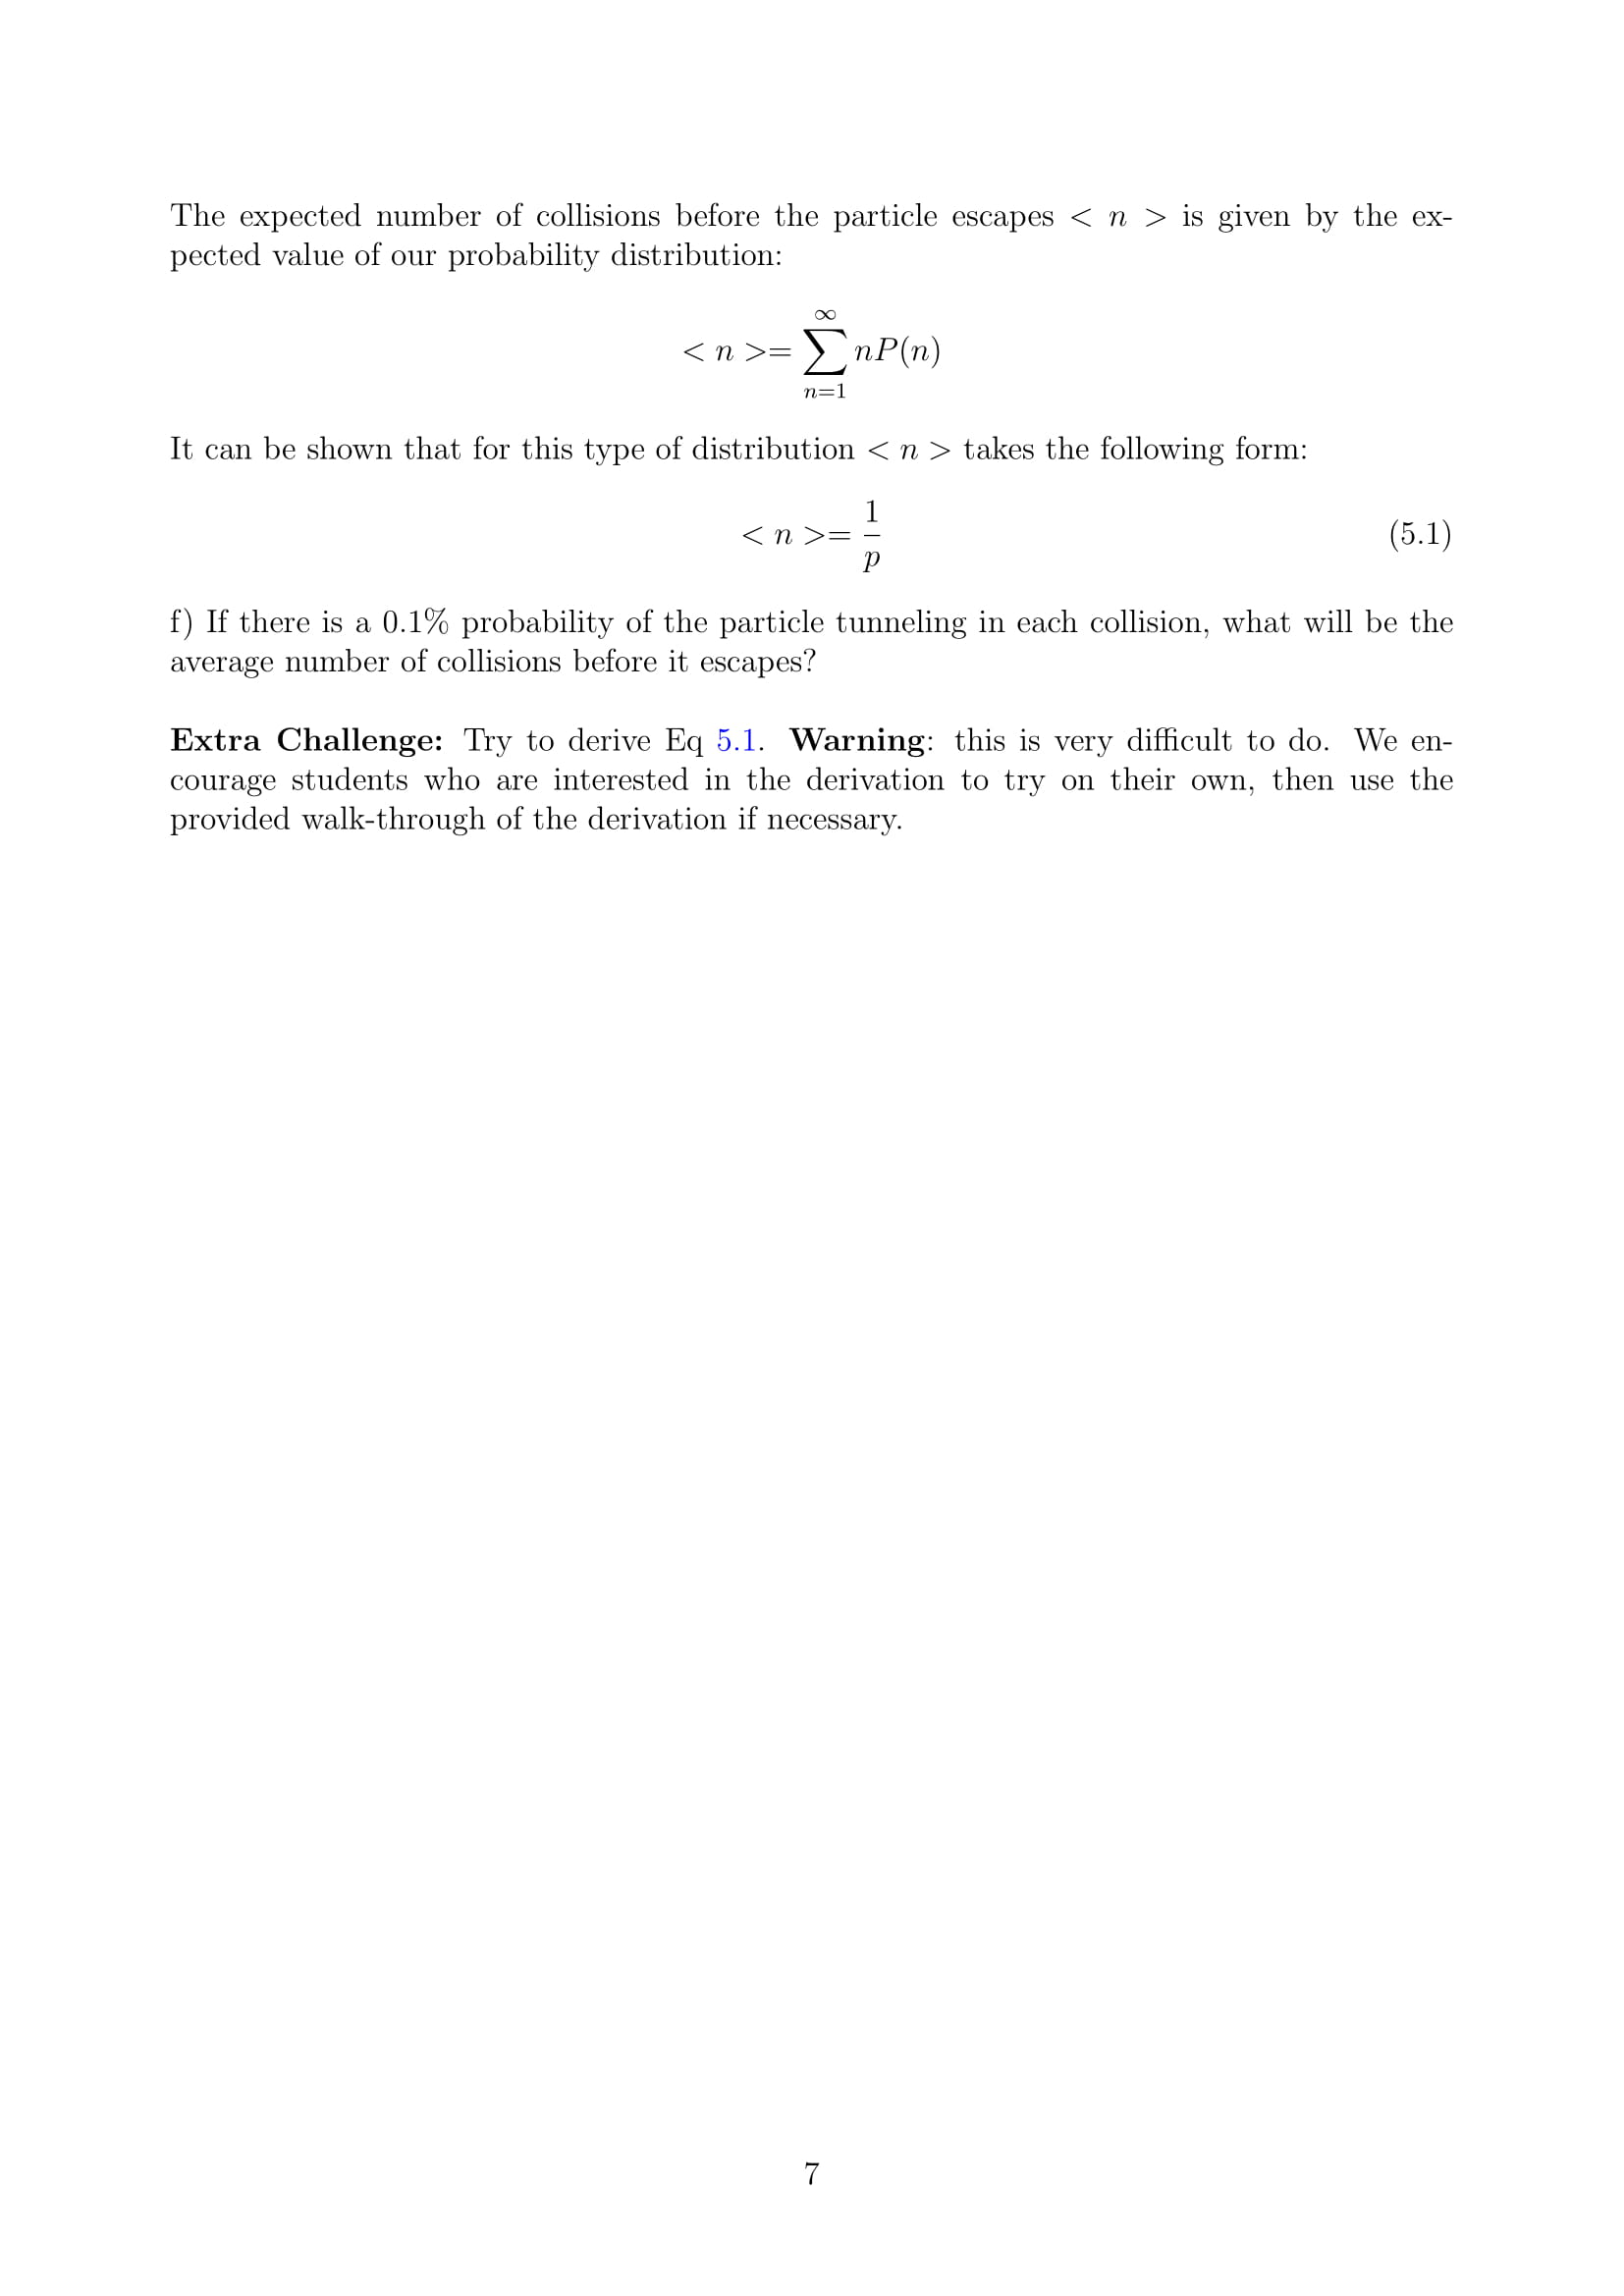 The expected number of collisions before the particle escapes < n > is given by the ex-
pected value of our probability distribution:
< n >= ∑_{n=1}^{∞} nP(n)
It can be shown that for this type of distribution < n > takes the following form:
< n >= \frac{1}{p} (5.1)
f) If there is a 0.1% probability of the particle tunneling in each collision, what will be the
average number of collisions before it escapes?
Extra Challenge: Try to derive Eq 5.1. Warning: this is very difficult to do. We en-
courage students who are interested in the derivation to try on their own, then use the
provided walk-through of the derivation if necessary.
7